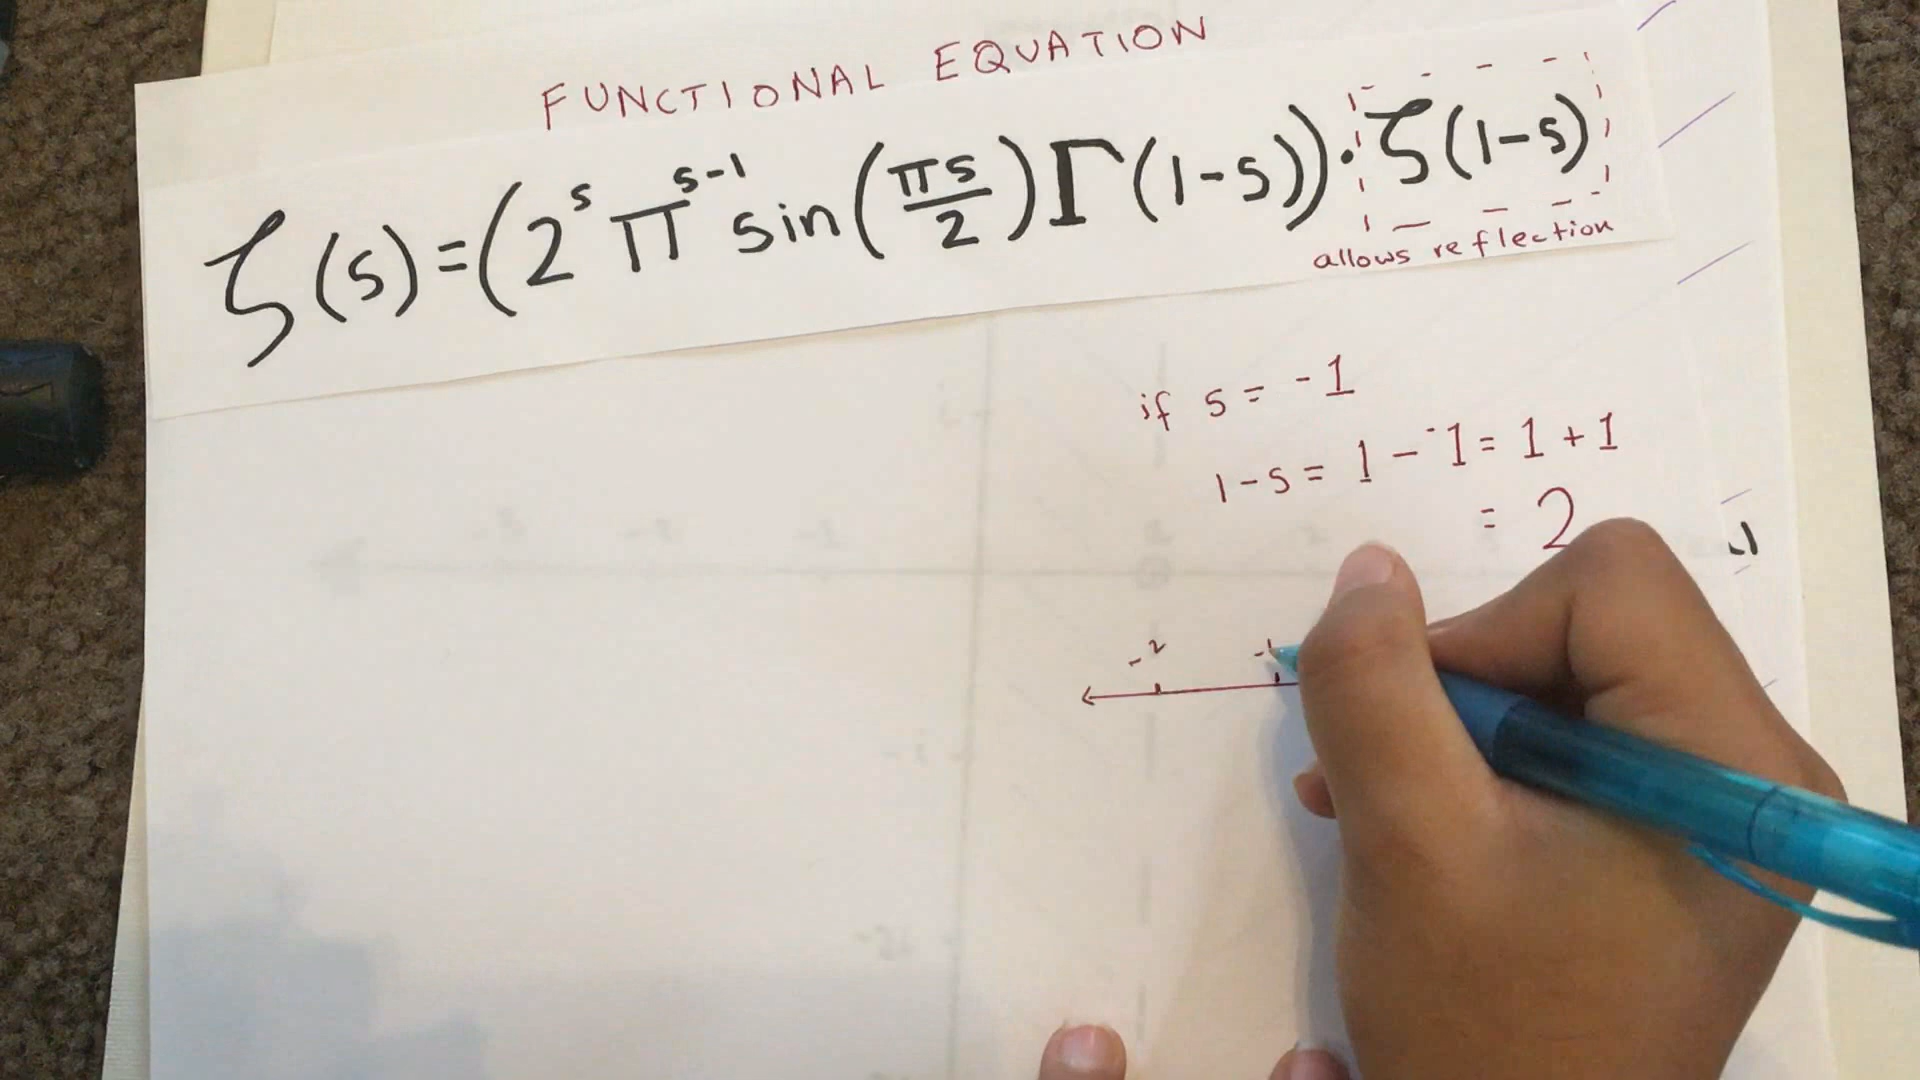 FUNCTIONAL EQUATION
ζ(s)=(2^s π^(s-1) sin(πs/2)Γ(1-s))·ζ(1-s)
allows reflection
if s = -1
1-s = 1 - -1 = 1 + 1
= 2
-2 -1